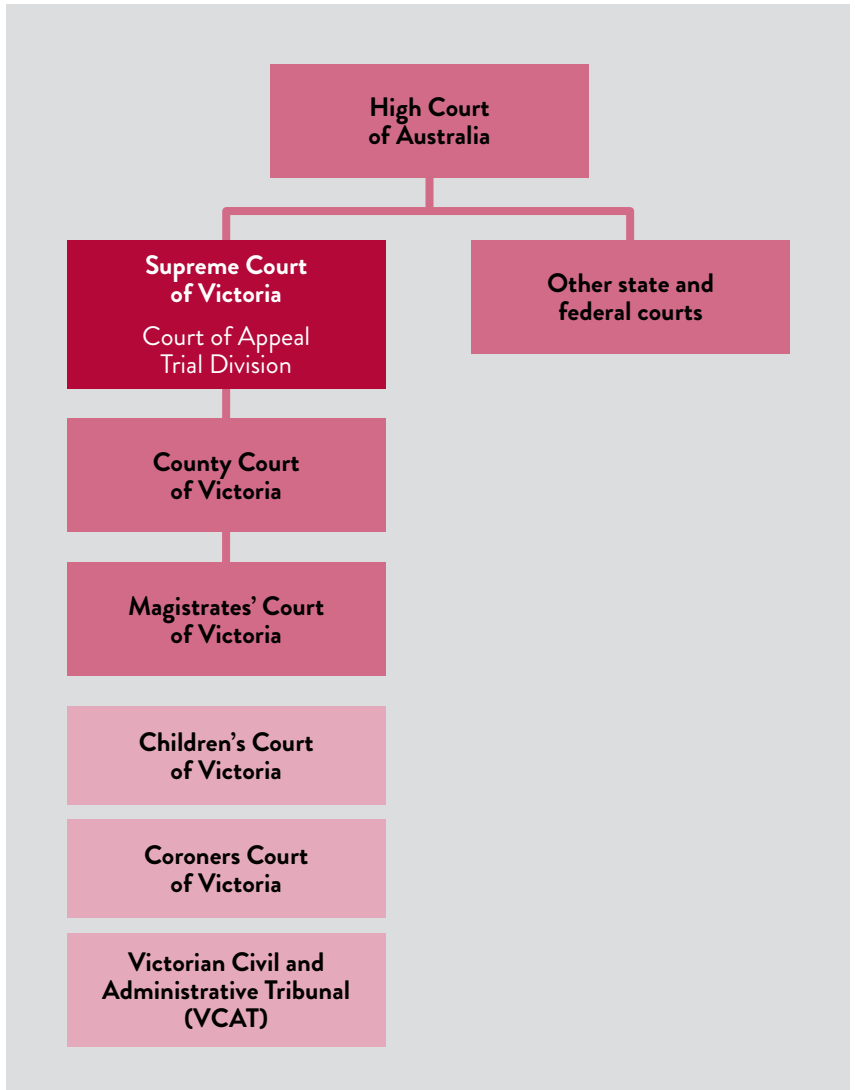 High Court
of Australia
Supreme Court
of Victoria
Court of Appeal
Trial Division
Other state and
federal courts
County Court
of Victoria
Magistrates’ Court
of Victoria
Children’s Court
of Victoria
Coroners Court
of Victoria
Victorian Civil and
Administrative Tribunal
(VCAT)